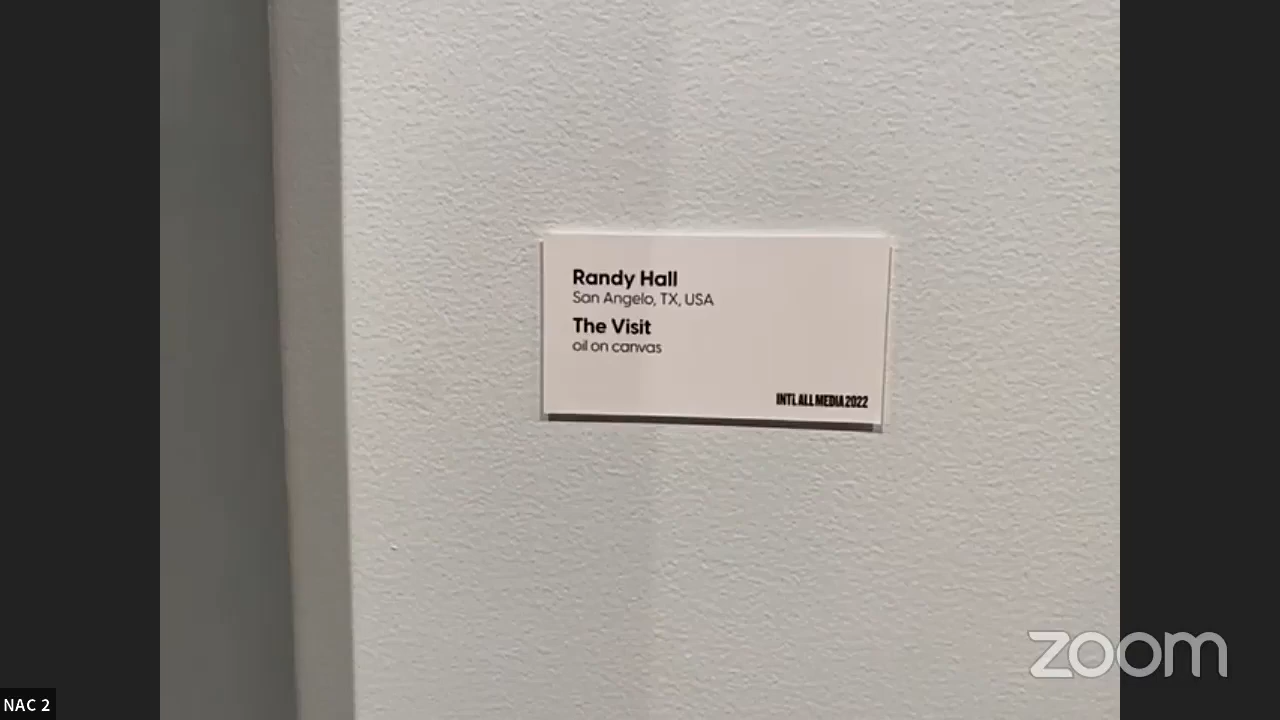 Randy Hall
San Angelo, TX, USA
The Visit
oil on canvas
INTL ALL MEDIA 2022
zoom
NAC 2